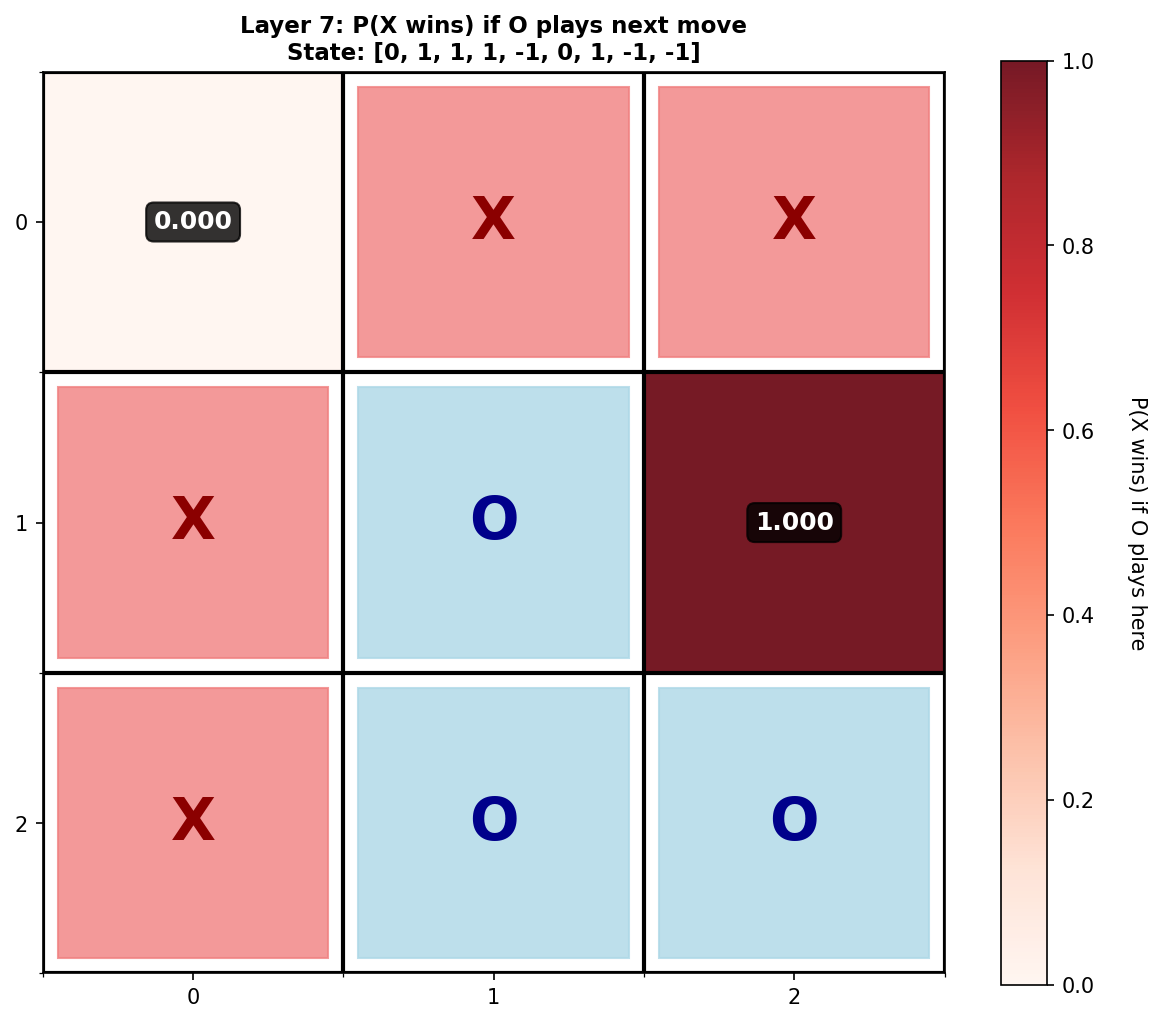 Layer 7: P(X wins) if O plays next move
State: [0, 1, 1, 1, -1, 0, 1, -1, -1]
0
0.000
X
X
1
X
O
1.000
2
X
O
O
0
1
2
1.0
0.8
0.6
0.4
0.2
0.0
P(X wins) if O plays here